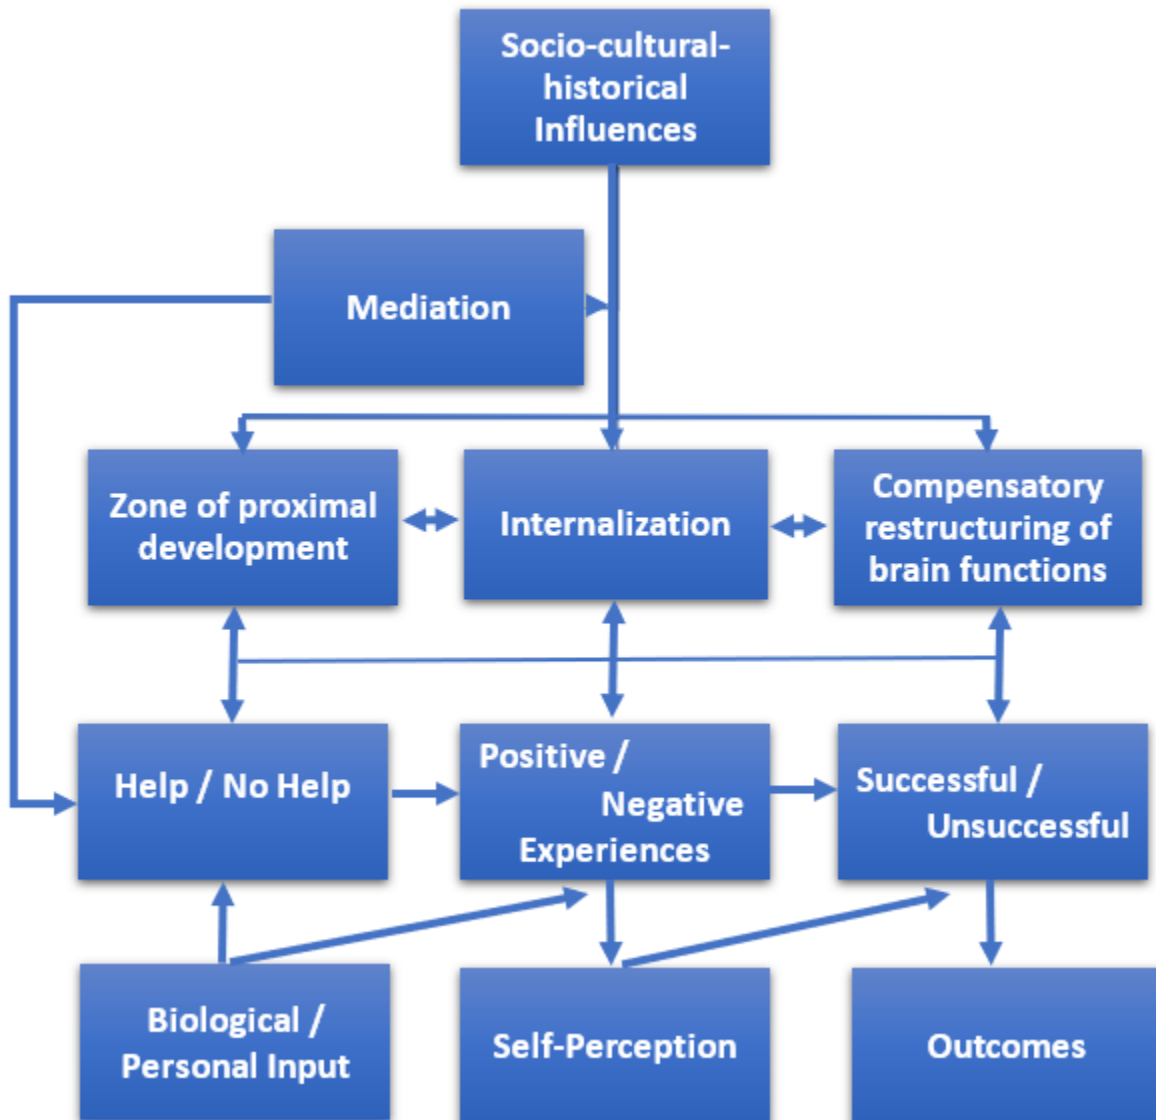 Socio-cultural-
historical
Influences
Mediation
Zone of proximal
development
Internalization
Compensatory
restructuring of
brain functions
Help / No Help
Positive /
Negative
Experiences
Successful /
Unsuccessful
Biological /
Personal Input
Self-Perception
Outcomes